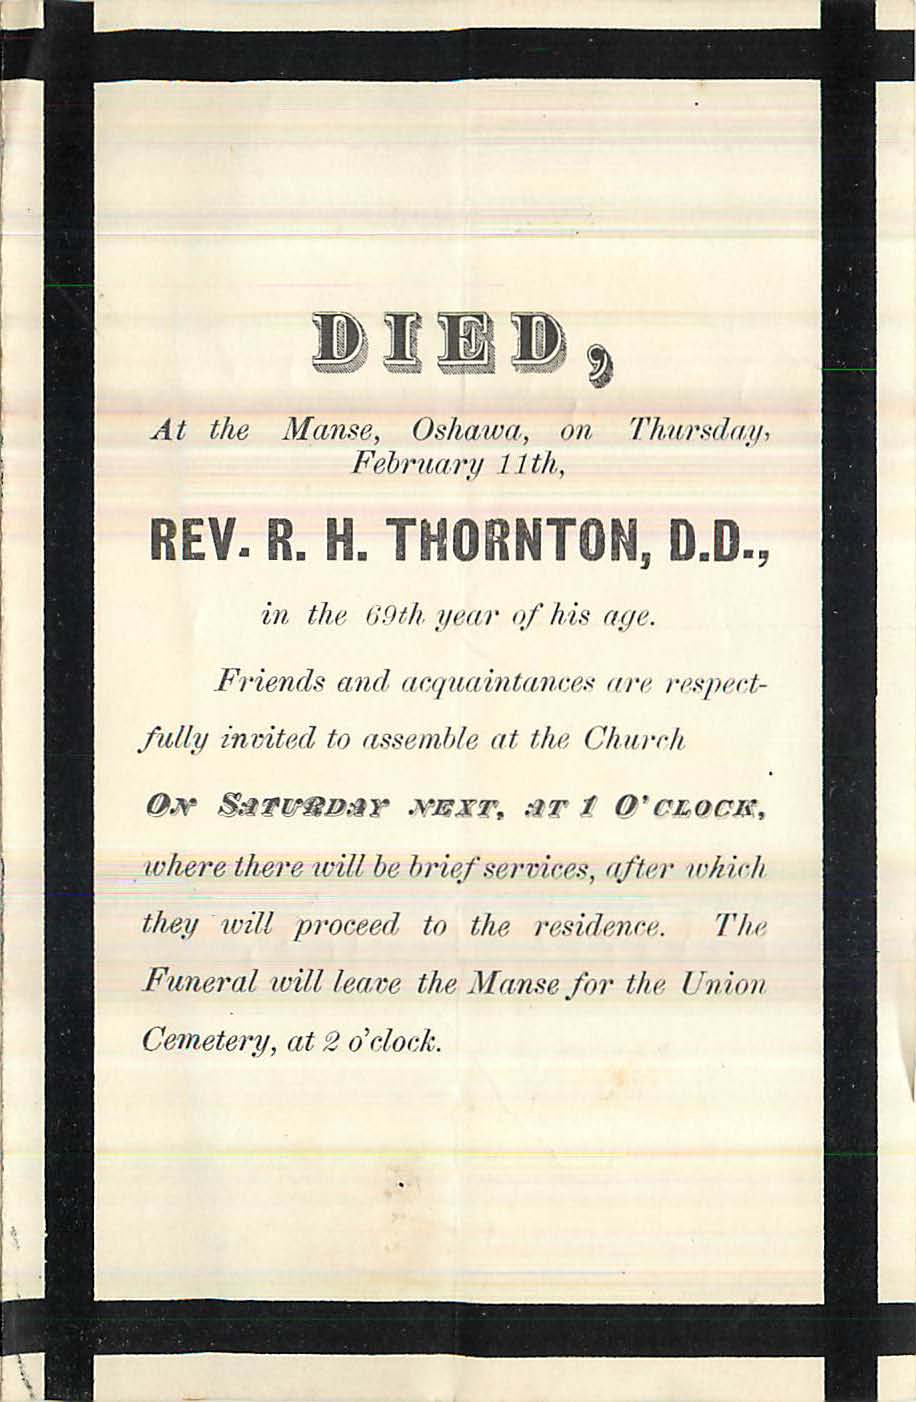 DIED,
At the Manse, Oshawa, on Thursday,
February 11th,
REV. R. H. THORNTON, D.D.,
in the 69th year of his age.
Friends and acquaintances are respect-
fully invited to assemble at the Church
ON SATURDAY NEXT, AT 1 O'CLOCK,
where there will be brief services, after which
they will proceed to the residence. The
Funeral will leave the Manse for the Union
Cemetery, at 2 o'clock.